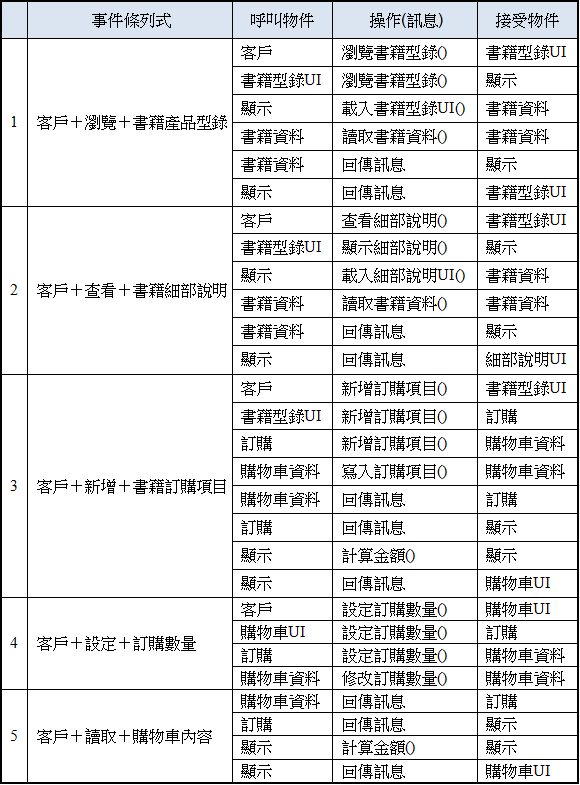 事件條列式 呼叫物件 操作(訊息) 接受物件
客戶 瀏覽書籍型錄() 書籍型錄UI
書籍型錄UI 瀏覽書籍型錄() 顯示
顯示 載入書籍型錄UI() 書籍資料
1 客戶＋瀏覽＋書籍產品型錄
書籍資料 讀取書籍資料() 書籍資料
書籍資料 回傳訊息 顯示
顯示 回傳訊息 書籍型錄UI
客戶 查看細部說明() 書籍型錄UI
書籍型錄UI 顯示細部說明() 顯示
顯示 載入細部說明UI() 書籍資料
2 客戶＋查看＋書籍細部說明
書籍資料 讀取書籍資料() 書籍資料
書籍資料 回傳訊息 顯示
顯示 回傳訊息 細部說明UI
客戶 新增訂購項目() 書籍型錄UI
書籍型錄UI 新增訂購項目() 訂購
訂購 新增訂購項目() 購物車資料
購物車資料 寫入訂購項目() 購物車資料
3 客戶＋新增＋書籍訂購項目
購物車資料 回傳訊息 訂購
訂購 回傳訊息 顯示
顯示 計算金額() 顯示
顯示 回傳訊息 購物車UI
客戶 設定訂購數量() 購物車UI
購物車UI 設定訂購數量() 訂購
4 客戶＋設定＋訂購數量
訂購 設定訂購數量() 購物車資料
購物車資料 修改訂購數量() 購物車資料
購物車資料 回傳訊息 訂購
訂購 回傳訊息 顯示
5 客戶＋讀取＋購物車內容
顯示 計算金額() 顯示
顯示 回傳訊息 購物車UI